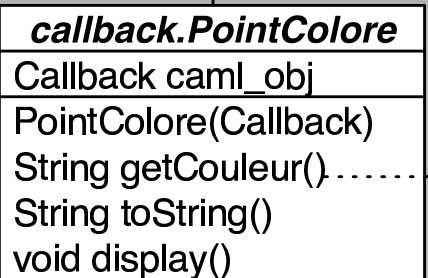 callback.PointColore
Callback caml_obj
PointColore(Callback)
String getCouleur()
String toString()
void display()